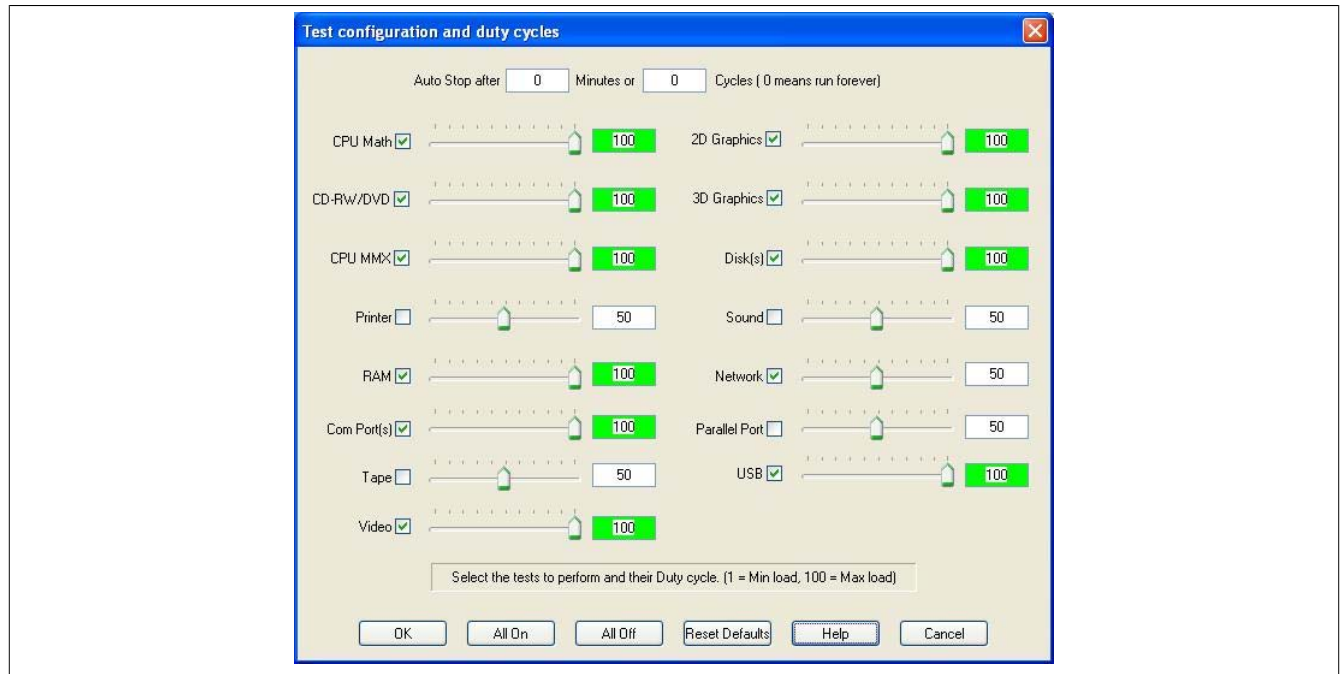 Test configuration and duty cycles
Auto Stop after 0 Minutes or 0 Cycles ( 0 means run forever)
CPU Math 100 2D Graphics 100
CD-RW/DVD 100 3D Graphics 100
CPU MMX 100 Disk(s) 100
Printer 50 Sound 50
RAM 100 Network 50
Com Port(s) 100 Parallel Port 50
Tape 50 USB 100
Video 100
Select the tests to perform and their Duty cycle. (1 = Min load, 100 = Max load)
OK All On All Off Reset Defaults Help Cancel